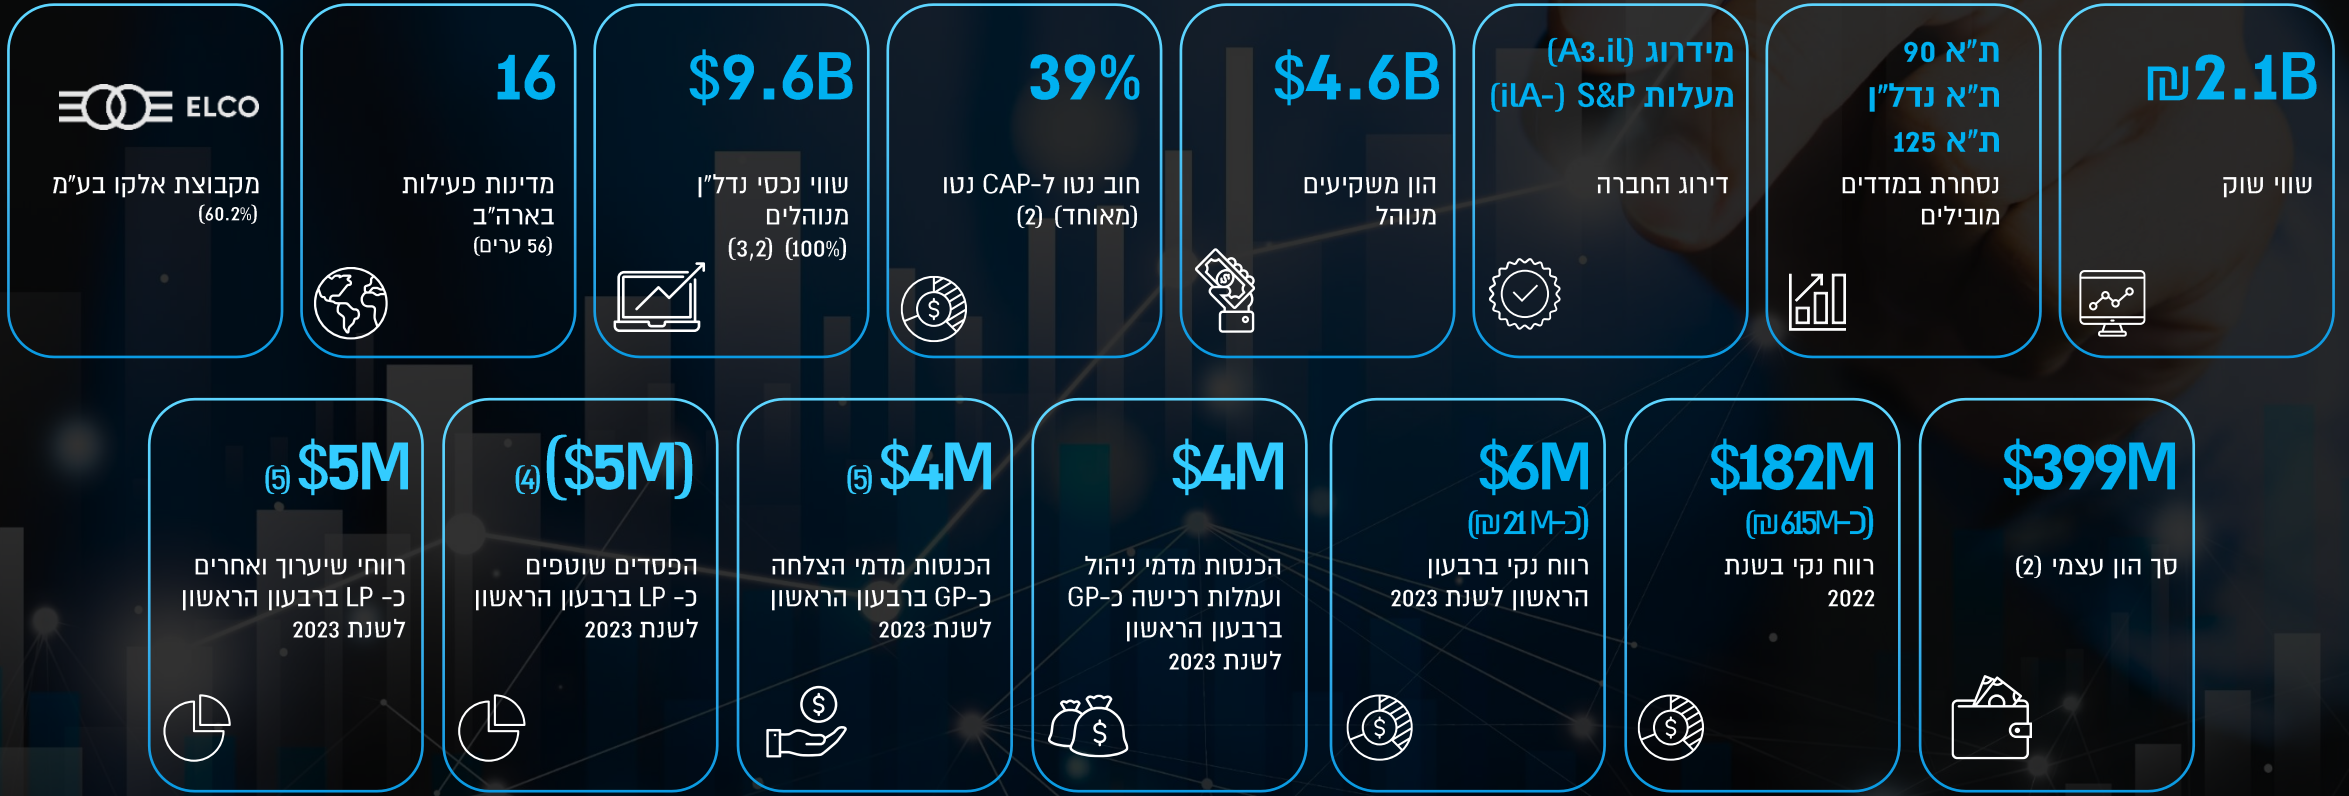 ₪2.1B
שווי שוק
ת"א 90
ת"א נדל"ן
ת"א 125
נסחרת במדדים
מובילים
מידרוג (A3.il)
מעלות S&P (ilA-)
דירוג החברה
$4.6B
הון משקיעים
מנוהל
39%
חוב נטו ל-CAP נטו
(מאוחד) (2)
$9.6B
שווי נכסי נדל"ן
מנוהלים
(100%) (3,2)
16
מדינות פעילות
בארה"ב
(56 ערים)
ELCO
מקבוצת אלקו בע"מ
(60.2%)
$399M
סך הון עצמי (2)
$182M
(כ-615M ₪)
רווח נקי בשנת
2022
$6M
(כ-21M ₪)
רווח נקי ברבעון
הראשון לשנת 2023
$4M
הכנסות מדמי ניהול
ועמלות רכישה כ-GP
ברבעון הראשון
לשנת 2023
$4M (5)
הכנסות מדמי הצלחה
כ-GP ברבעון הראשון
לשנת 2023
($5M) (4)
הפסדים שוטפים
כ- LP ברבעון הראשון
לשנת 2023
$5M (5)
רווחי שיערוך ואחרים
כ- LP ברבעון הראשון
לשנת 2023